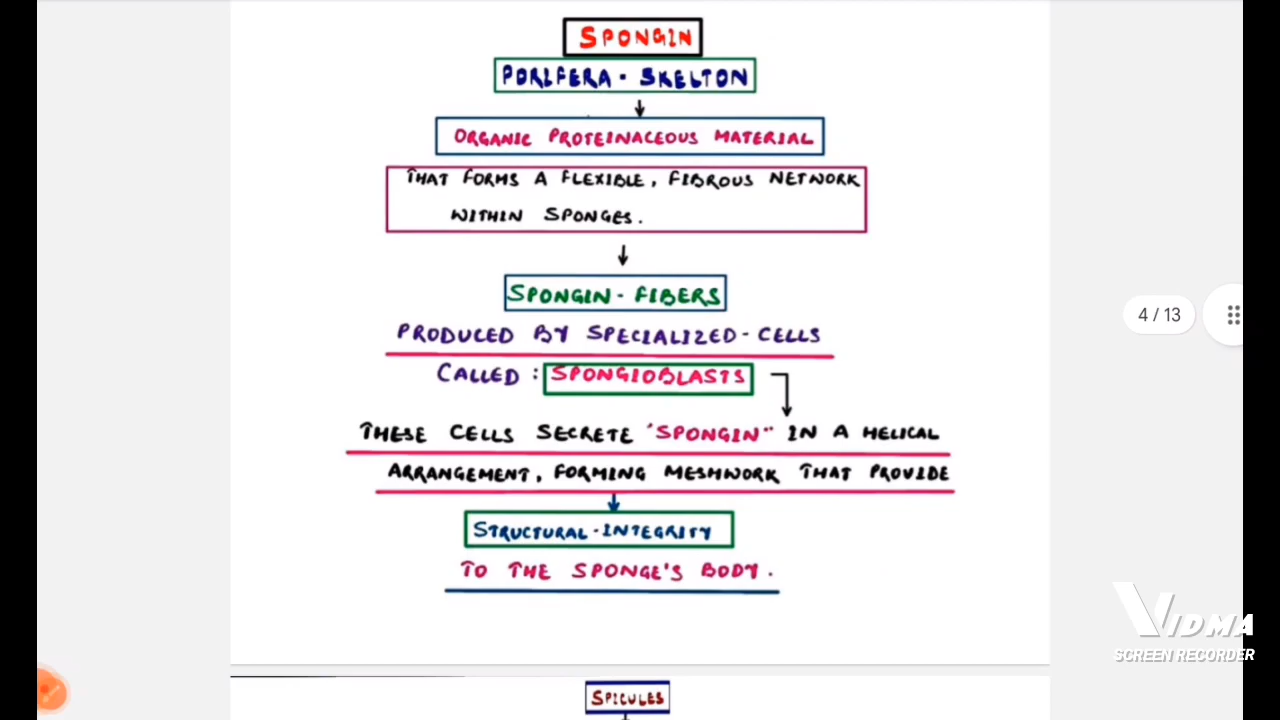 SPONGIN
PORIFERA - SKELTON
ORGANIC PROTEINACEOUS MATERIAL
THAT FORMS A FLEXIBLE, FIBROUS NETWORK
WITHIN SPONGES.
SPONGIN - FIBERS
PRODUCED BY SPECIALIZED - CELLS
CALLED : SPONGIOBLASTS
THESE CELLS SECRETE "SPONGIN" IN A HELICAL
ARRANGEMENT, FORMING MESHWORK THAT PROVIDE
STRUCTURAL - INTEGRITY
TO THE SPONGE'S BODY.
SPICULES
4 / 13
VIDMA
SCREEN RECORDER